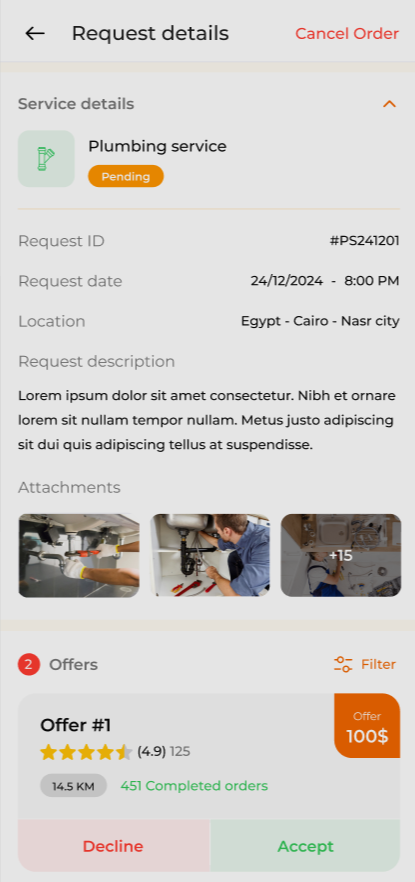 Request details
Cancel Order
Service details
Plumbing service
Pending
Request ID
#PS241201
Request date
24/12/2024 - 8:00 PM
Location
Egypt - Cairo - Nasr city
Request description
Lorem ipsum dolor sit amet consectetur. Nibh et ornare
lorem sit nullam tempor nullam. Metus justo adipiscing
sit dui quis adipiscing tellus at suspendisse.
Attachments
+15
2 Offers
Filter
Offer #1
Offer
100$
(4.9) 125
14.5 KM
451 Completed orders
Decline
Accept